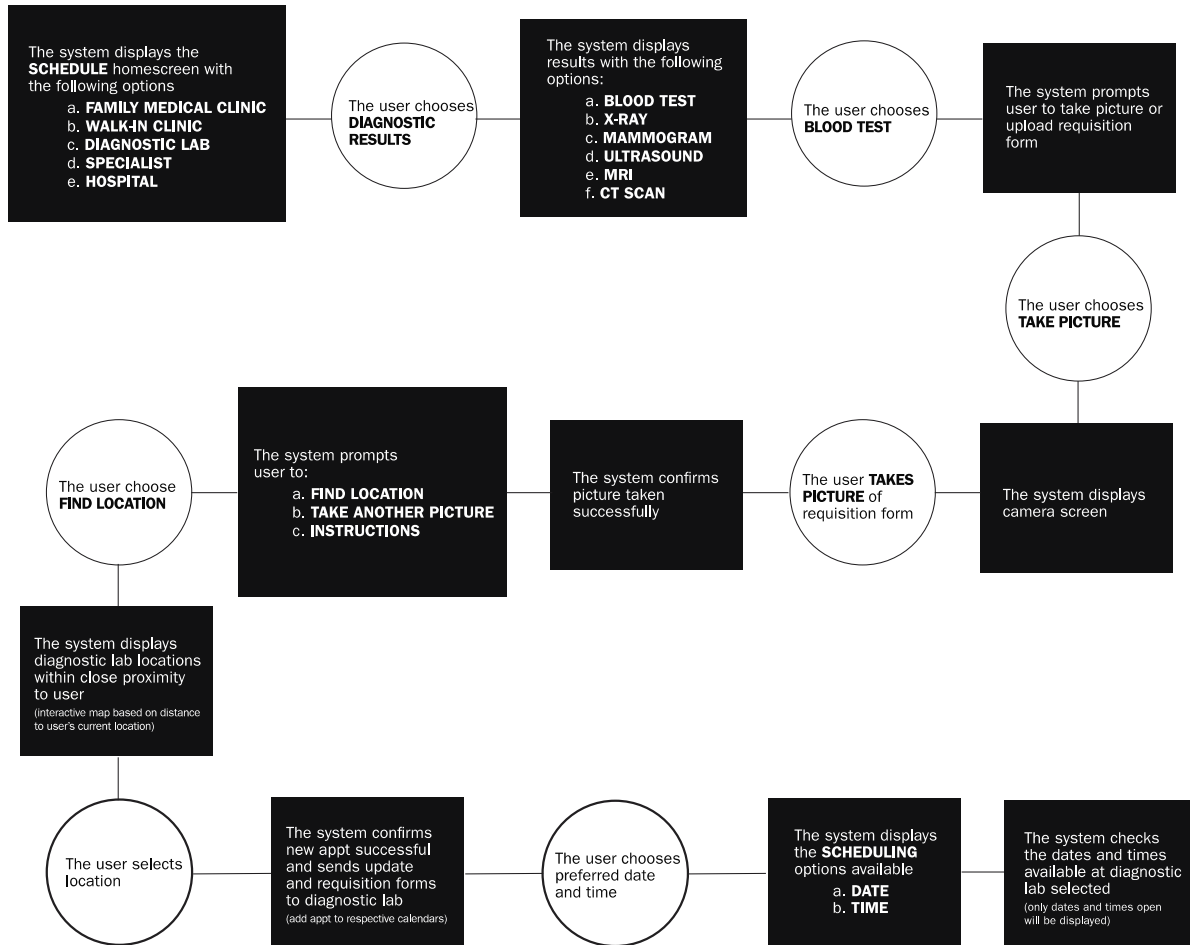 The system displays the
SCHEDULE homescreen with
the following options
a. FAMILY MEDICAL CLINIC
b. WALK-IN CLINIC
c. DIAGNOSTIC LAB
d. SPECIALIST
e. HOSPITAL
The user chooses
DIAGNOSTIC
RESULTS
The system displays
results with the following
options:
a. BLOOD TEST
b. X-RAY
c. MAMMOGRAM
d. ULTRASOUND
e. MRI
f. CT SCAN
The user chooses
BLOOD TEST
The system prompts
user to take picture or
upload requisition
form
The user chooses
TAKE PICTURE
The system displays
camera screen
The user TAKES
PICTURE of
requisition form
The system confirms
picture taken
successfully
The system prompts
user to:
a. FIND LOCATION
b. TAKE ANOTHER PICTURE
c. INSTRUCTIONS
The user choose
FIND LOCATION
The system displays
diagnostic lab locations
within close proximity
to user
(interactive map based on distance
to user's current location)
The user selects
location
The system confirms
new appt successful
and sends update
and requisition forms
to diagnostic lab
(add appt to respective calendars)
The user chooses
preferred date
and time
The system displays
the SCHEDULING
options available
a. DATE
b. TIME
The system checks
the dates and times
available at diagnostic
lab selected
(only dates and times open
will be displayed)